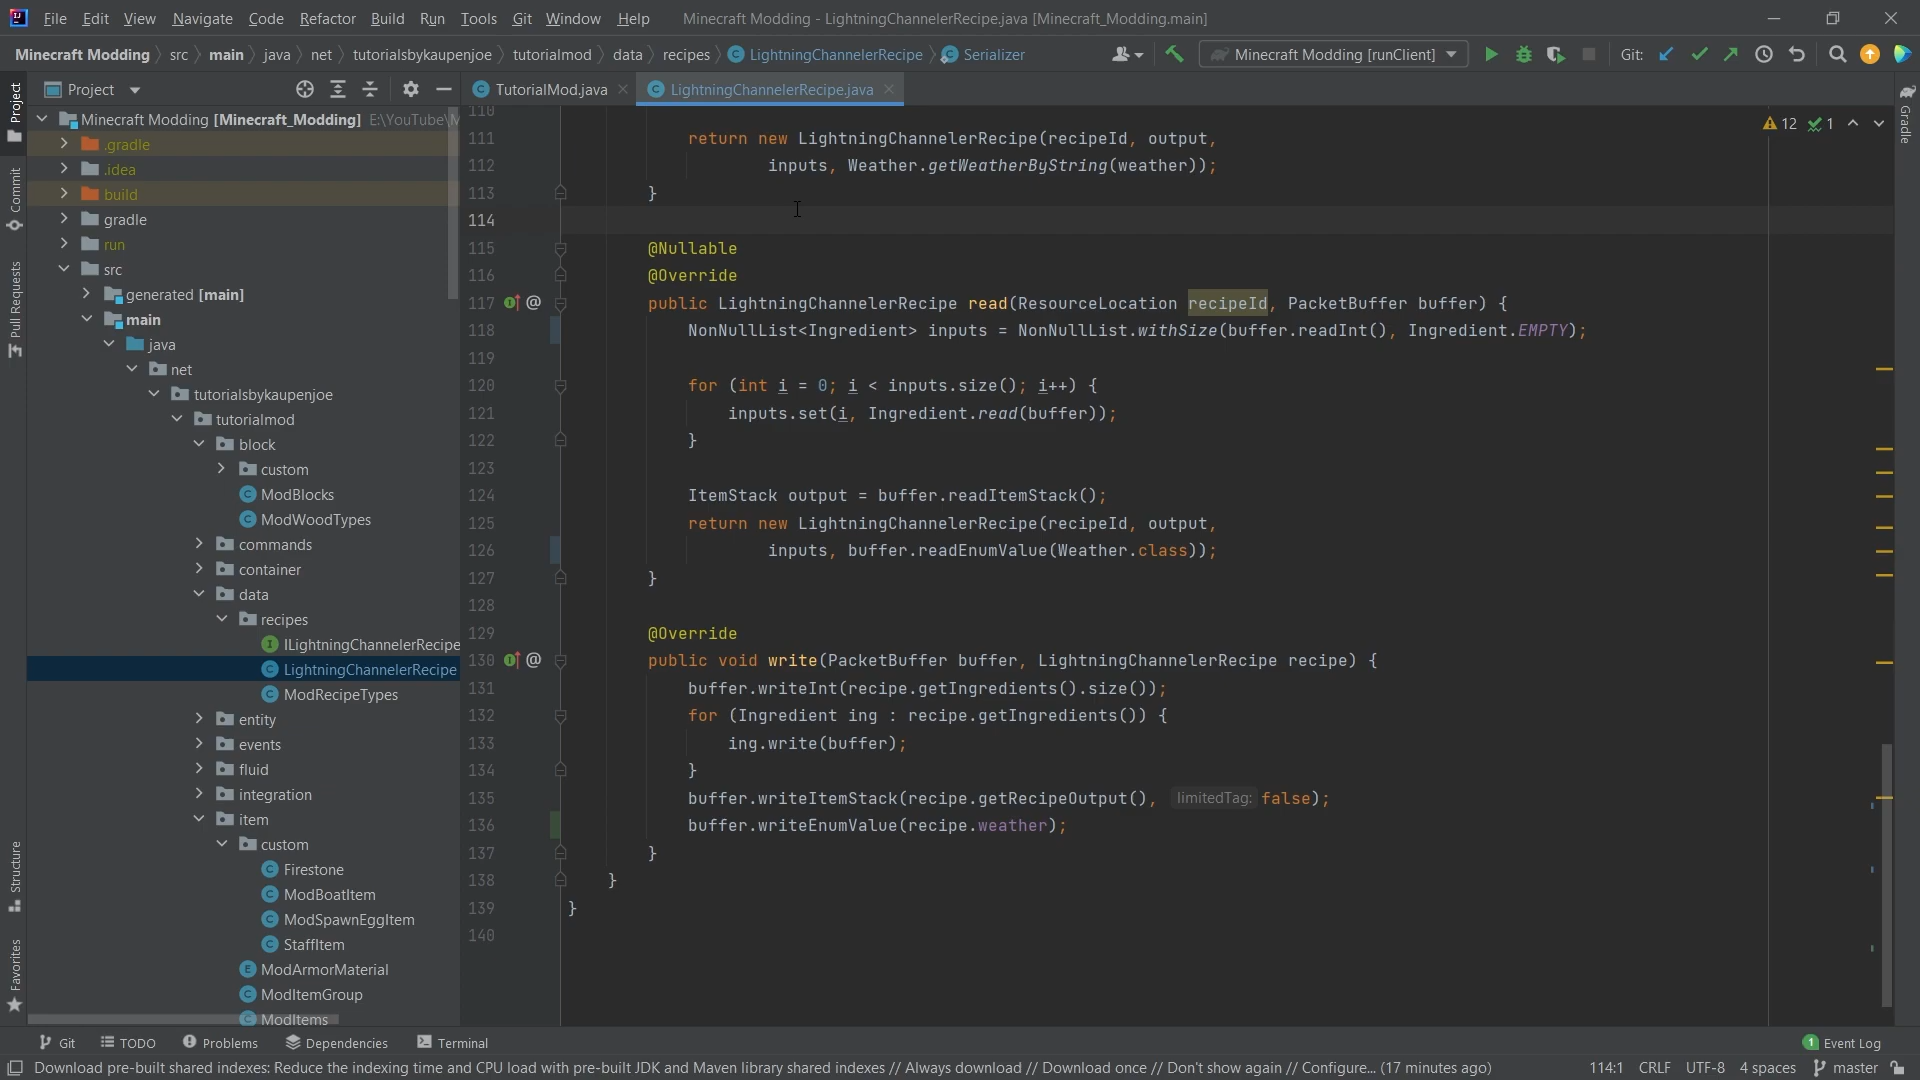 File Edit View Navigate Code Refactor Build Run Tools Git Window Help Minecraft Modding - LightningChannelerRecipe.java [Minecraft_Modding.main]
Minecraft Modding src main java net tutorialsbykaupenjoe tutorialmod data recipes LightningChannelerRecipe Serializer Minecraft Modding [runClient] Git:
Project
TutorialMod.java LightningChannelerRecipe.java
Project
Commit
Pull Requests
Structure
Favorites
Gradle
Minecraft Modding [Minecraft_Modding] E:\YouTube\M
.gradle
.idea
build
gradle
run
src
generated [main]
main
java
net
tutorialsbykaupenjoe
tutorialmod
block
custom
ModBlocks
ModWoodTypes
commands
container
data
recipes
ILightningChannelerRecipe
LightningChannelerRecipe
ModRecipeTypes
entity
events
fluid
integration
item
custom
Firestone
ModBoatItem
ModSpawnEggItem
StaffItem
ModArmorMaterial
ModItemGroup
ModItems
12 1
110
111 return new LightningChannelerRecipe(recipeId, output,
112 inputs, Weather.getWeatherByString(weather));
113 }
114
115 @Nullable
116 @Override
117 @ public LightningChannelerRecipe read(ResourceLocation recipeId, PacketBuffer buffer) {
118 NonNullList<Ingredient> inputs = NonNullList.withSize(buffer.readInt(), Ingredient.EMPTY);
119
120 for (int i = 0; i < inputs.size(); i++) {
121 inputs.set(i, Ingredient.read(buffer));
122 }
123
124 ItemStack output = buffer.readItemStack();
125 return new LightningChannelerRecipe(recipeId, output,
126 inputs, buffer.readEnumValue(Weather.class));
127 }
128
129 @Override
130 @ public void write(PacketBuffer buffer, LightningChannelerRecipe recipe) {
131 buffer.writeInt(recipe.getIngredients().size());
132 for (Ingredient ing : recipe.getIngredients()) {
133 ing.write(buffer);
134 }
135 buffer.writeItemStack(recipe.getRecipeOutput(), limitedTag: false);
136 buffer.writeEnumValue(recipe.weather);
137 }
138 }
139 }
140
Git TODO Problems Dependencies Terminal 1 Event Log
Download pre-built shared indexes: Reduce the indexing time and CPU load with pre-built JDK and Maven library shared indexes // Always download // Download once // Don't show again // Configure... (17 minutes ago) 114:1 CRLF UTF-8 4 spaces master